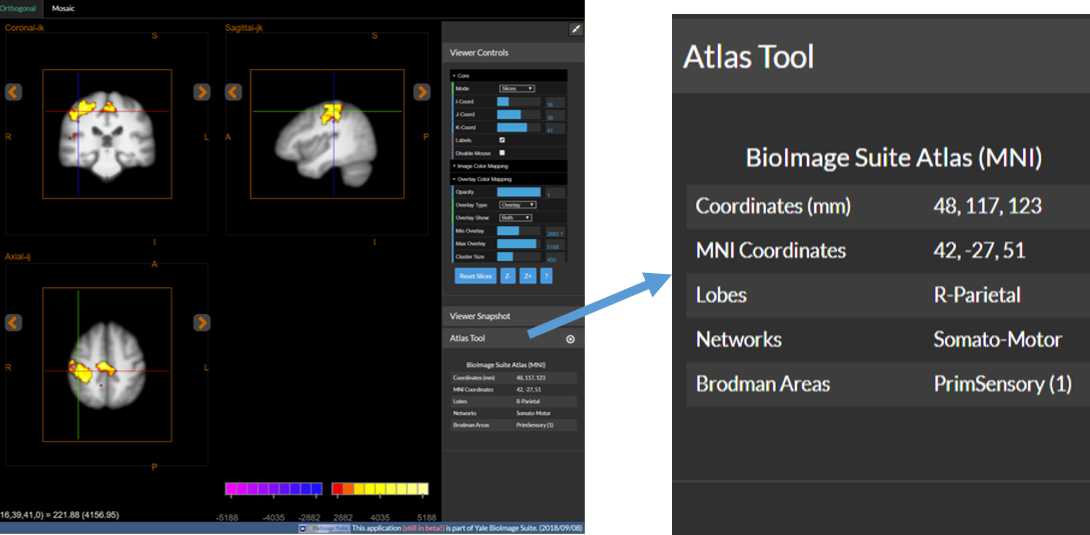 Orthogonal Mosaic
Coronal-ik
S
R
L
I
Sagittal-jk
S
A
P
I
Axial-ij
A
R
L
P
16,39,41,0) = 221.88 (4156.95)
-5188 -4035 -2882 2882 4035 5188
This application (still in beta!) is part of Yale BioImage Suite. (2018/09/08)
Viewer Controls
Core
Mode Slices
I-Coord 16
J-Coord 39
K-Coord 41
Labels
Disable Mouse
Image Color Mapping
Overlay Color Mapping
Opacity 1
Overlay Type Overlay
Overlay Show Both
Min Overlay 2882.1
Max Overlay 5188
Cluster Size 450
Reset Slices Z- Z+ ?
Viewer Snapshot
Atlas Tool
BioImage Suite Atlas (MNI)
Coordinates (mm) 48, 117, 123
MNI Coordinates 42, -27, 51
Lobes R-Parietal
Networks Somato-Motor
Brodman Areas PrimSensory (1)
Atlas Tool
BioImage Suite Atlas (MNI)
Coordinates (mm) 48, 117, 123
MNI Coordinates 42, -27, 51
Lobes R-Parietal
Networks Somato-Motor
Brodman Areas PrimSensory (1)